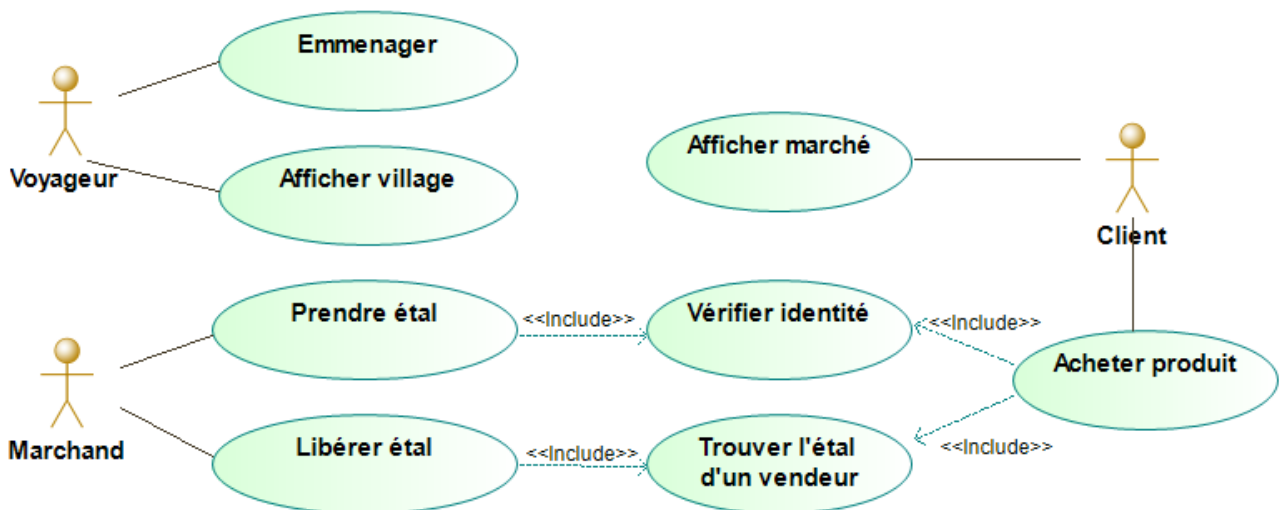 Emmenager
Voyageur
Afficher village
Afficher marché
Client
Prendre étal
<<Include>>
Vérifier identité
<<Include>>
Acheter produit
Marchand
Libérer étal
<<Include>>
Trouver l'étal
d'un vendeur
<<Include>>